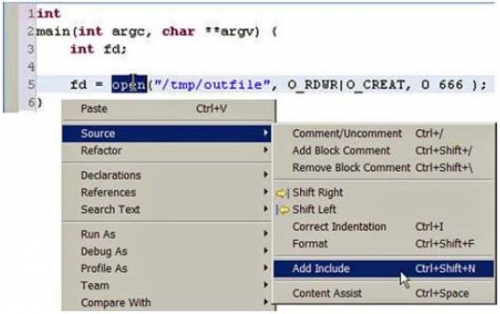 1 int
2 main(int argc, char **argv) {
3 int fd;
4
5 fd = open("/tmp/outfile", O_RDWR|O_CREAT, 0 666 );
6 }
Paste Ctrl+V
Source
Refactor
Declarations
References
Search Text
Run As
Debug As
Profile As
Team
Compare With
Comment/Uncomment Ctrl+/
Add Block Comment Ctrl+Shift+/
Remove Block Comment Ctrl+Shift+\
Shift Right
Shift Left
Correct Indentation Ctrl+I
Format Ctrl+Shift+F
Add Include Ctrl+Shift+N
Content Assist Ctrl+Space